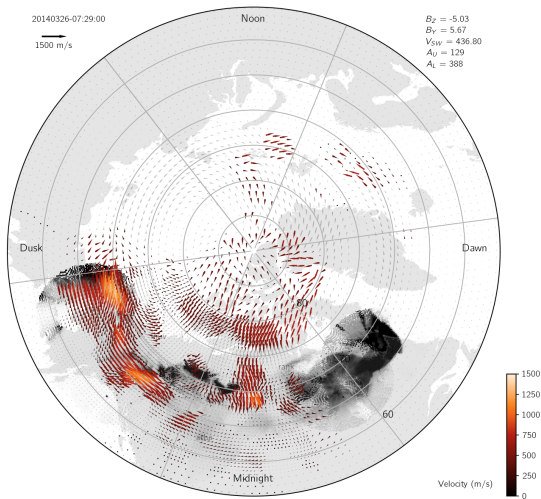 Noon
20140326-07:29:00
1500 m/s
B_Z = -5.03
B_Y = 5.67
V_SW = 436.80
A_U = 129
A_L = 388
Dusk
Dawn
80
60
Midnight
1500
1250
1000
750
500
250
0
Velocity (m/s)